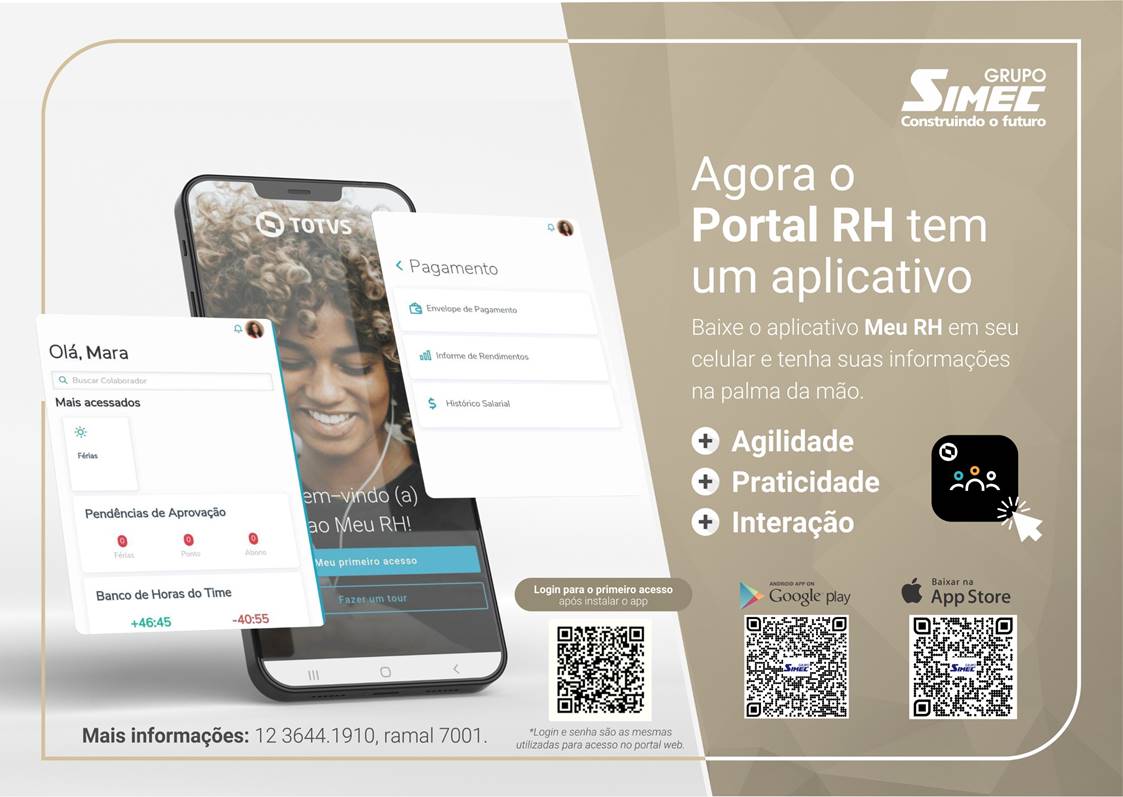 GRUPO
SIMEC
Construindo o futuro
Agora o
Portal RH tem
um aplicativo
Baixe o aplicativo Meu RH em seu
celular e tenha suas informações
na palma da mão.
+ Agilidade
+ Praticidade
+ Interação
TOTVS
em-vindo (a)
ao Meu RH!
Meu primeiro acesso
Fazer um tour
Pagamento
Envelope de Pagamento
Informe de Rendimentos
Histórico Salarial
Olá, Mara
Buscar Colaborador
Mais acessados
Férias
Pendências de Aprovação
0 0 0
Férias Ponto Abono
Banco de Horas do Time
+46:45 -40:55
Login para o primeiro acesso
após instalar o app
*Login e senha são as mesmas
utilizadas para acesso no portal web.
ANDROID APP ON
Google play
SIMEC
Baixar na
App Store
SIMEC
Mais informações: 12 3644.1910, ramal 7001.